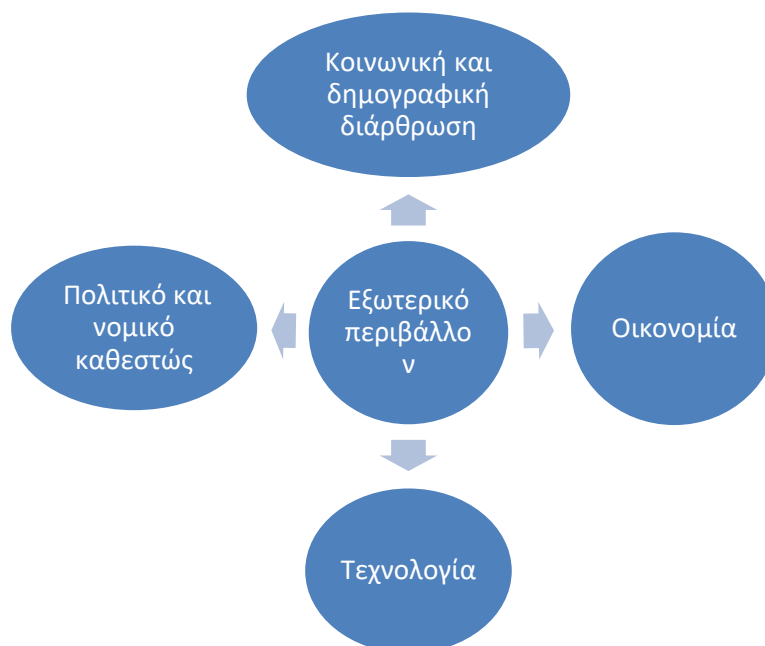 Κοινωνική και
δημογραφική
διάρθρωση
Πολιτικό και
νομικό
καθεστώς
Εξωτερικό
περιβάλλο
ν
Οικονομία
Τεχνολογία